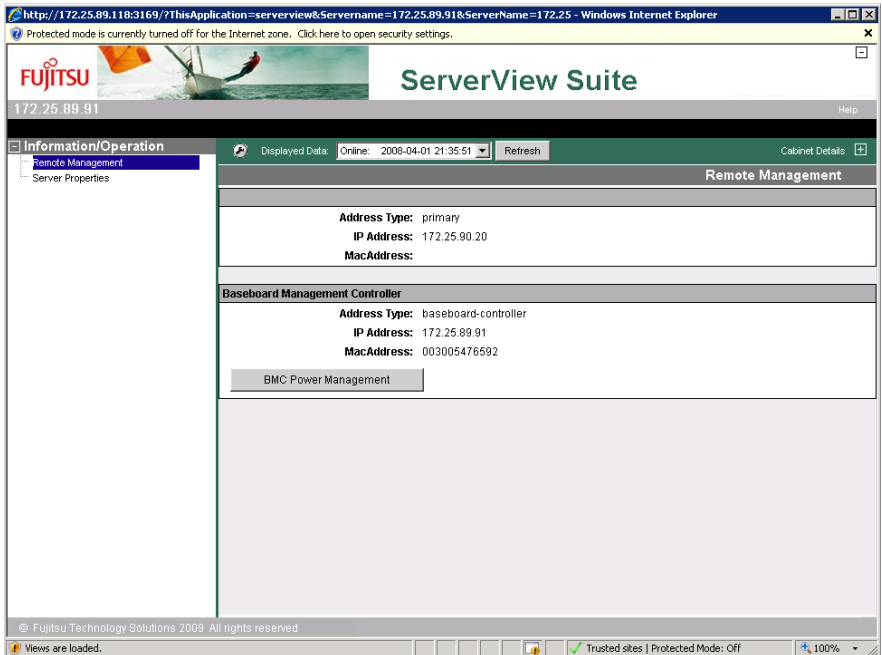 http://172.25.89.118:3169/?ThisApplication=serverview&Servername=172.25.89.91&ServerName=172.25 - Windows Internet Explorer
Protected mode is currently turned off for the Internet zone. Click here to open security settings.
FUJITSU
ServerView Suite
172.25.89.91
Help
Information/Operation
Remote Management
Server Properties
Displayed Data: Online: 2008-04-01 21:35:51 Refresh
Cabinet Details
Remote Management
Address Type: primary
IP Address: 172.25.90.20
MacAddress:
Baseboard Management Controller
Address Type: baseboard-controller
IP Address: 172.25.89.91
MacAddress: 003005476592
BMC Power Management
© Fujitsu Technology Solutions 2009 All rights reserved
Views are loaded.
Trusted sites | Protected Mode: Off
100%